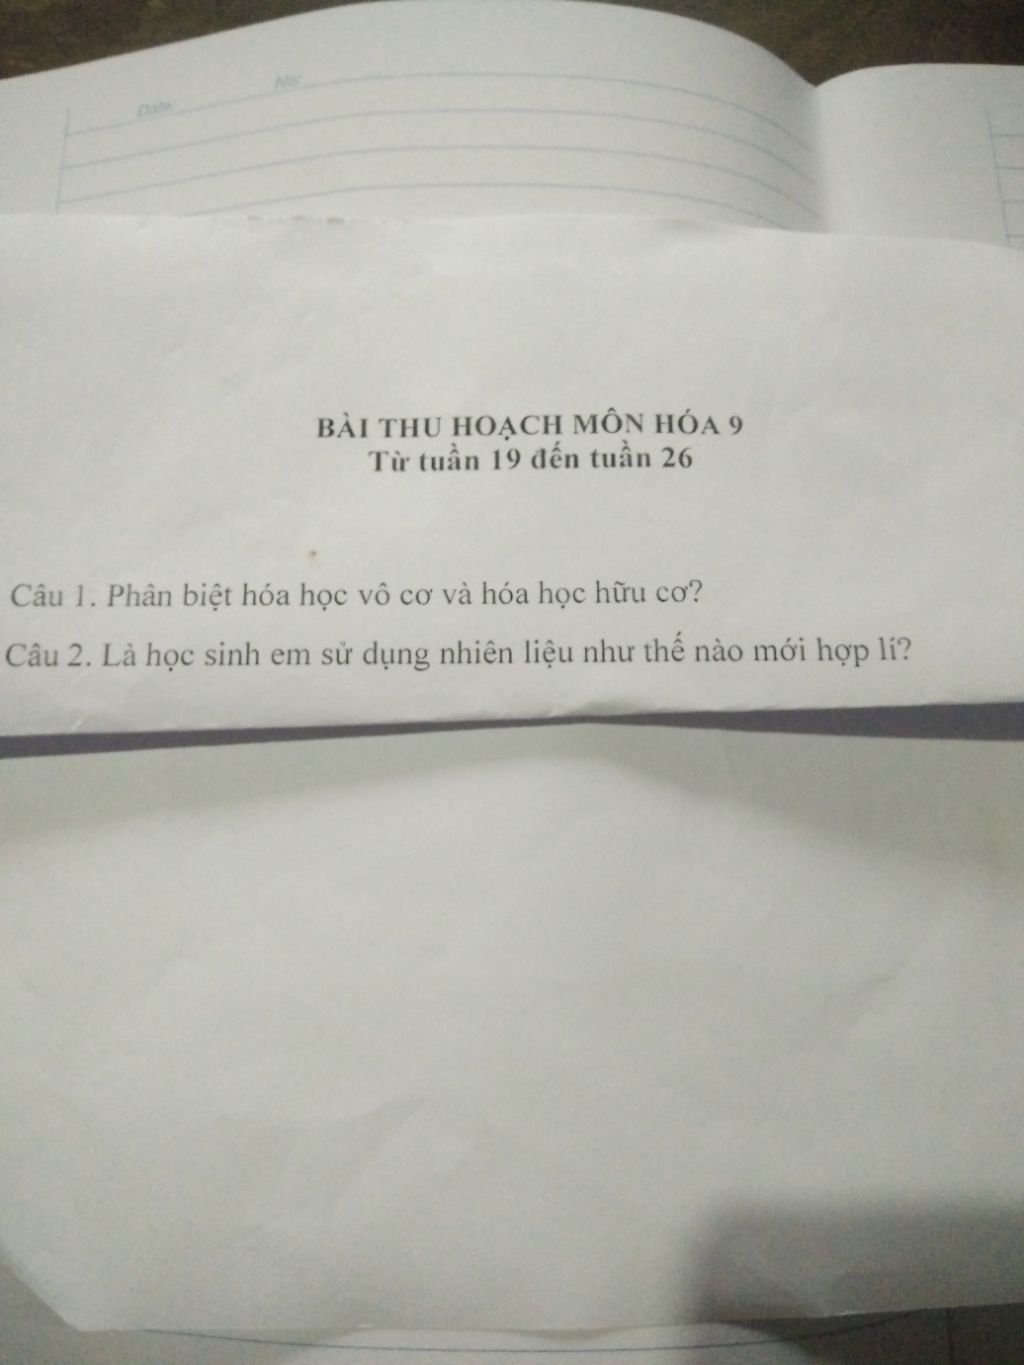 No:
Date:
BÀI THU HOẠCH MÔN HÓA 9
Từ tuần 19 đến tuần 26
Câu 1. Phân biệt hóa học vô cơ và hóa học hữu cơ?
Câu 2. Là học sinh em sử dụng nhiên liệu như thế nào mới hợp lí?